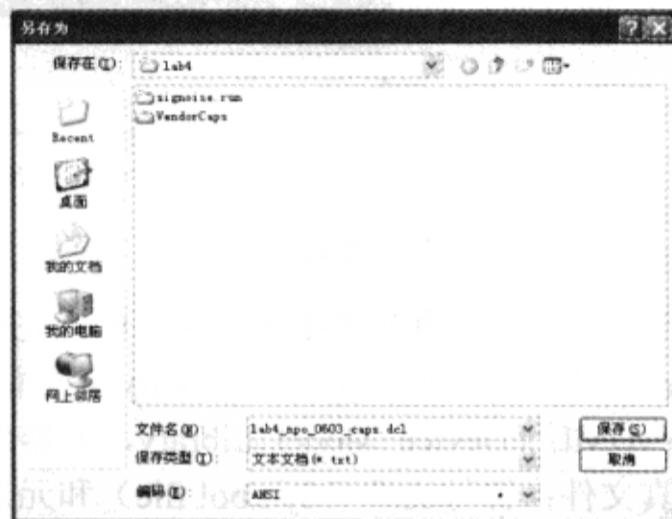 另存为
保存在(I):
lab4
signoise.run
VendorCaps
Recent
桌面
我的文档
我的电脑
网上邻居
文件名(N):
lab4_npo_0603_caps.dcl
保存(S)
保存类型(T):
文本文档(*.txt)
取消
编码(E):
ANSI